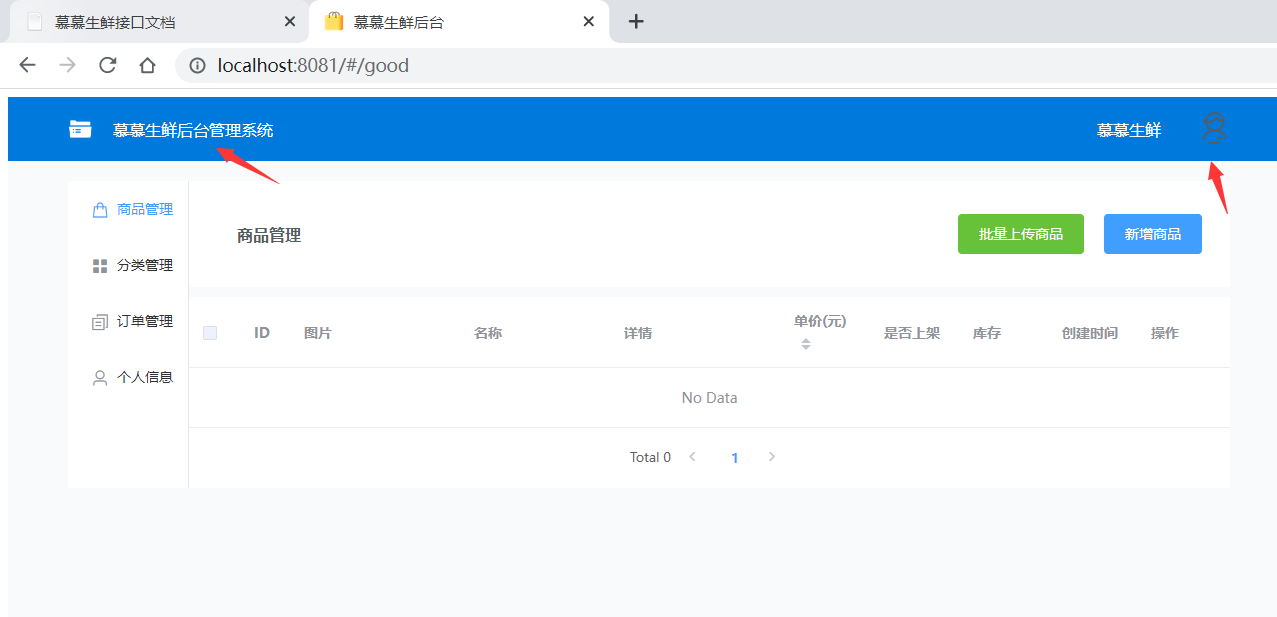 慕慕生鲜接口文档
慕慕生鲜后台
localhost:8081/#/good
慕慕生鲜后台管理系统
慕慕生鲜
商品管理
分类管理
订单管理
个人信息
商品管理
批量上传商品
新增商品
ID
图片
名称
详情
单价(元)
是否上架
库存
创建时间
操作
No Data
Total 0
1